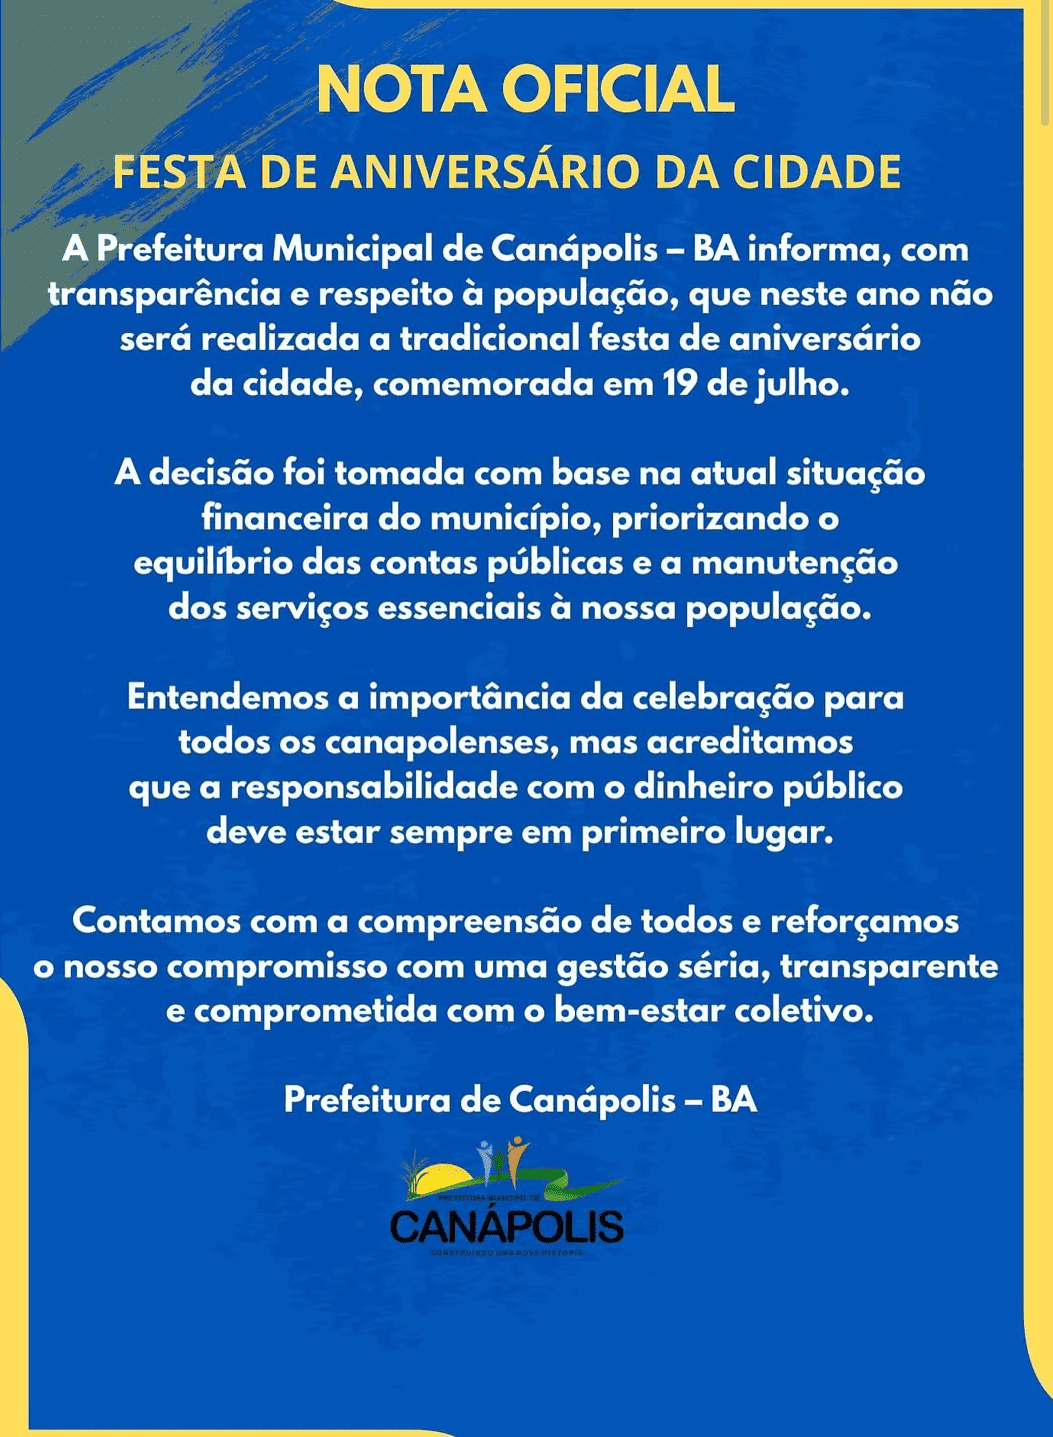 NOTA OFICIAL
FESTA DE ANIVERSÁRIO DA CIDADE
A Prefeitura Municipal de Canápolis – BA informa, com
transparência e respeito à população, que neste ano não
será realizada a tradicional festa de aniversário
da cidade, comemorada em 19 de julho.
A decisão foi tomada com base na atual situação
financeira do município, priorizando o
equilíbrio das contas públicas e a manutenção
dos serviços essenciais à nossa população.
Entendemos a importância da celebração para
todos os canapolenses, mas acreditamos
que a responsabilidade com o dinheiro público
deve estar sempre em primeiro lugar.
Contamos com a compreensão de todos e reforçamos
o nosso compromisso com uma gestão séria, transparente
e comprometida com o bem-estar coletivo.
Prefeitura de Canápolis – BA
PREFEITURA MUNICIPAL DE
CANÁPOLIS
CONSTRUINDO UMA NOVA HISTÓRIA